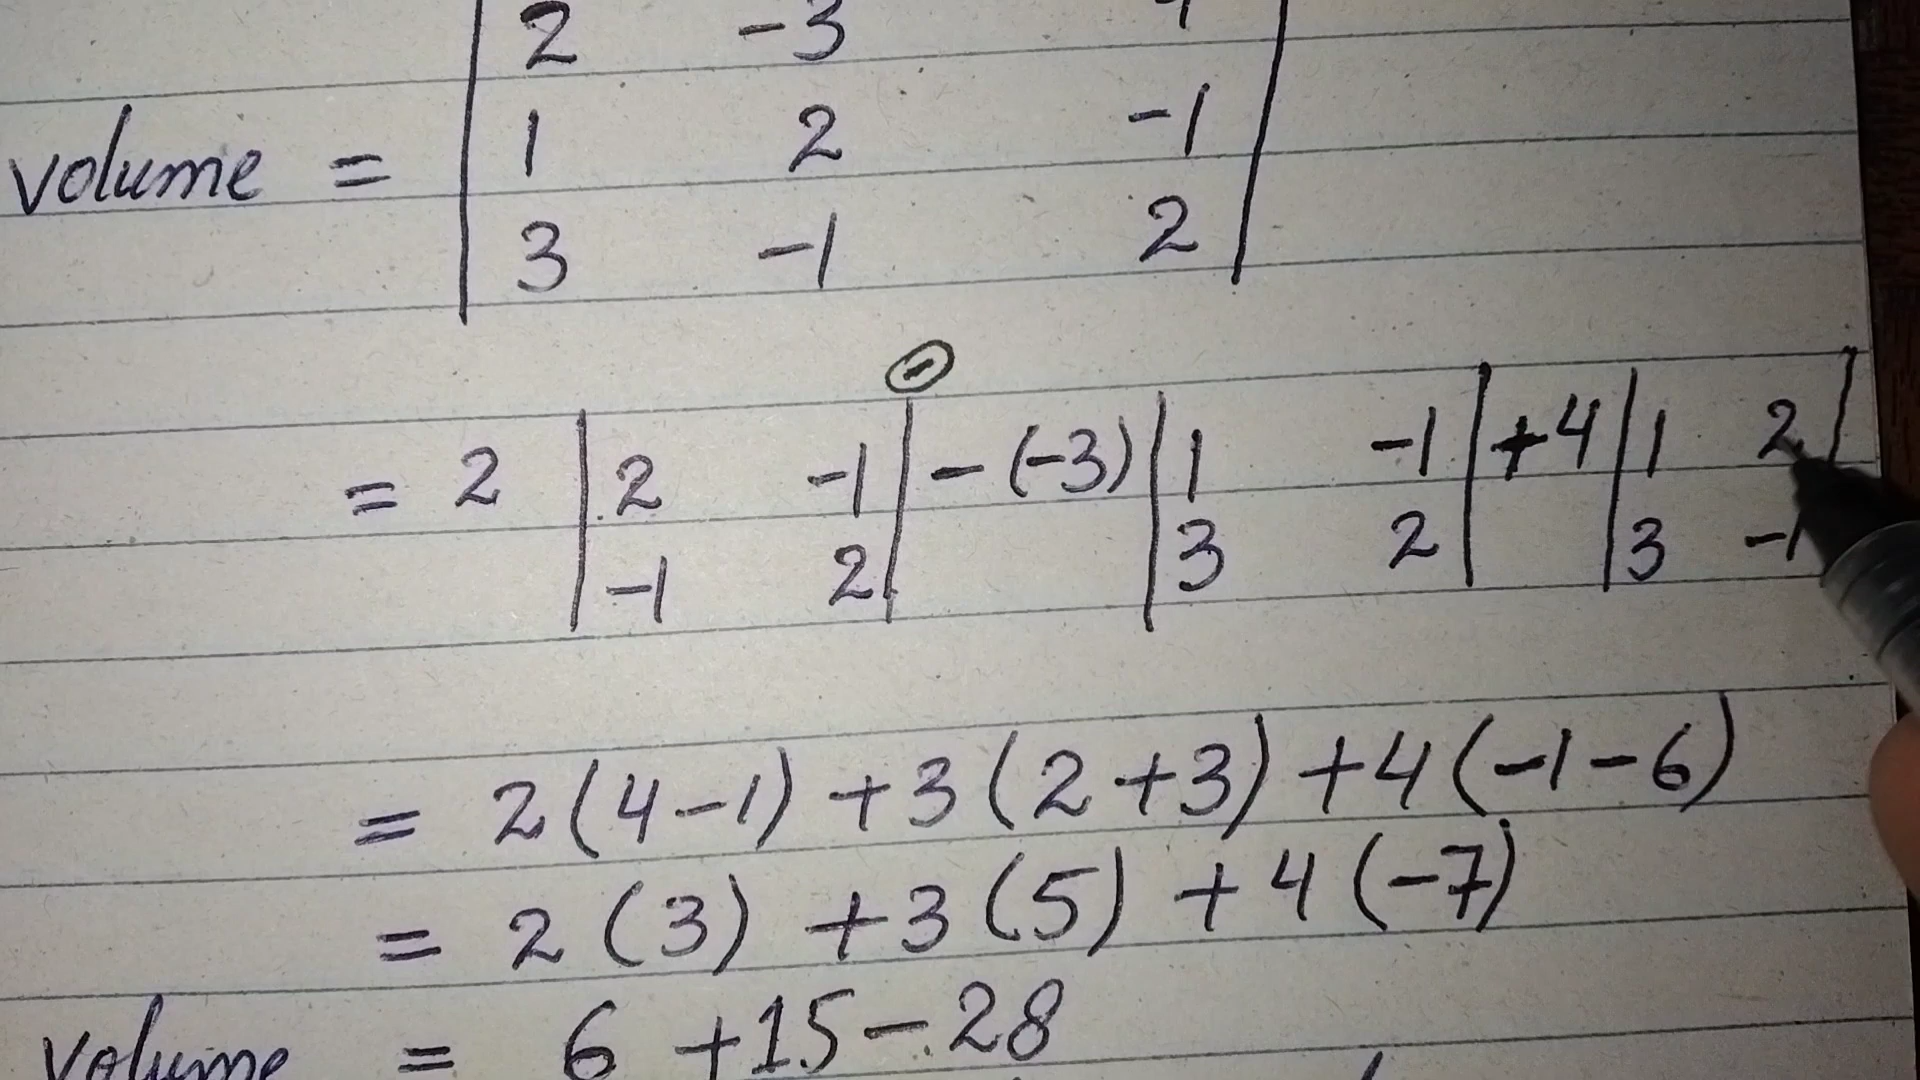 2 -3
volume = | 1 2 -1 |
3 -1 2
-
= 2 | 2 -1 | - (-3) | 1 -1 | +4 | 1 2 |
-1 2 3 2 3 -1
= 2(4-1) +3(2+3) +4(-1-6)
= 2(3) +3(5) +4(-7)
volume = 6 +15-28